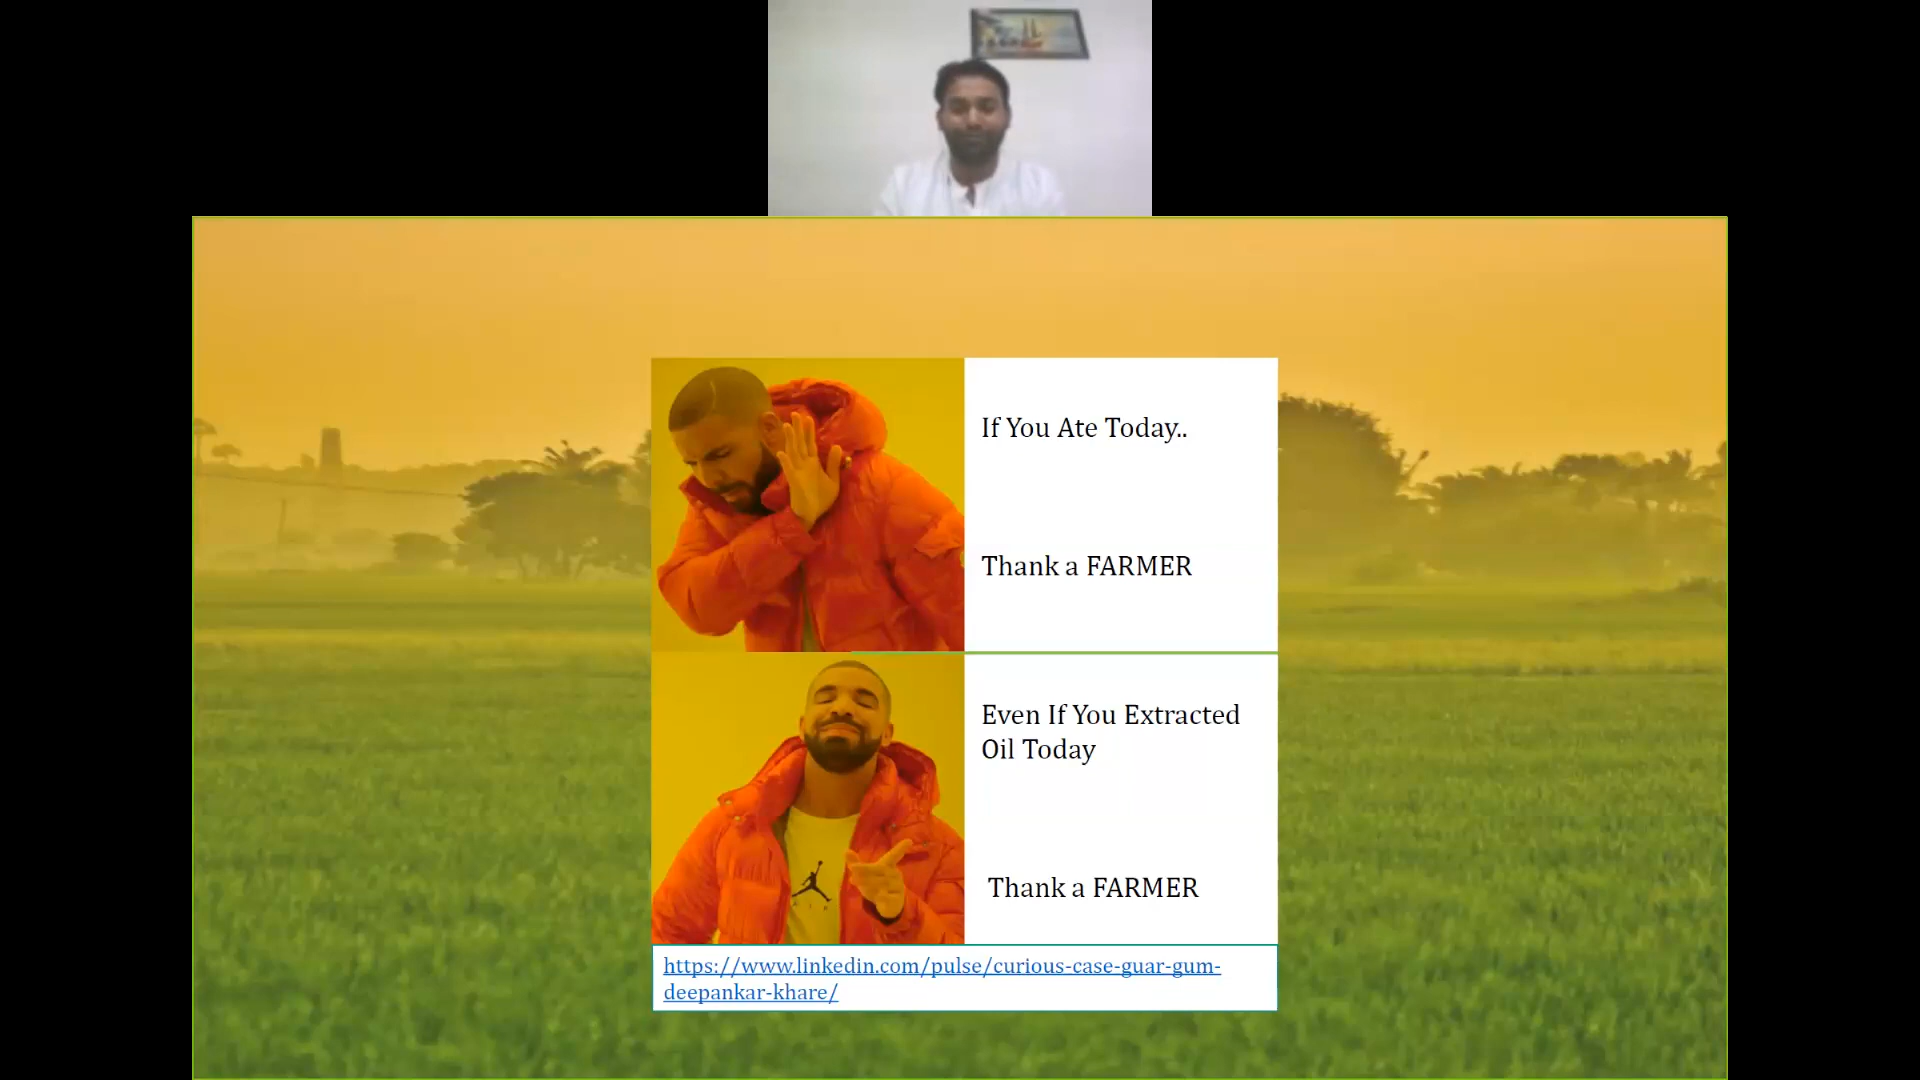 If You Ate Today..
Thank a FARMER
Even If You Extracted
Oil Today
Thank a FARMER
https://www.linkedin.com/pulse/curious-case-guar-gum-
deepankar-khare/